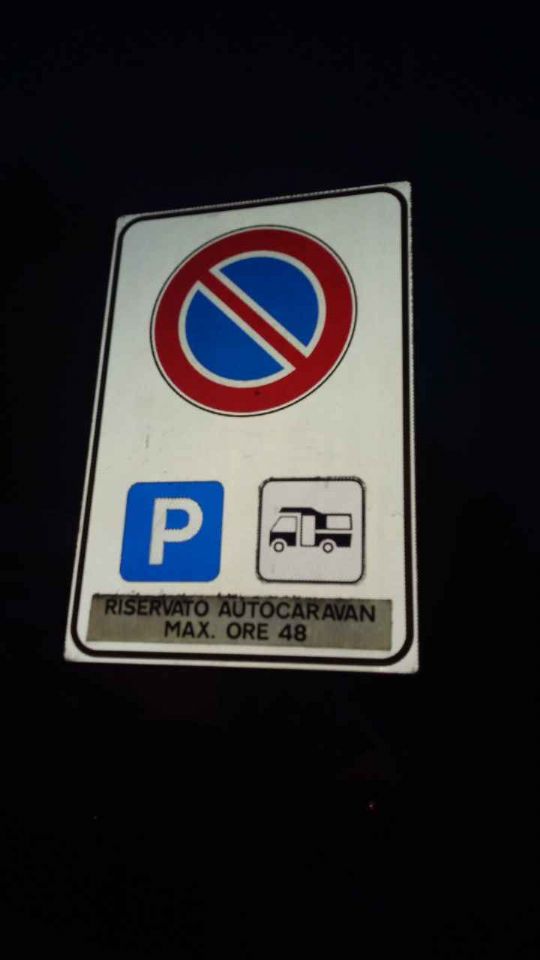 P
RISERVATO AUTOCARAVAN
MAX. ORE 48